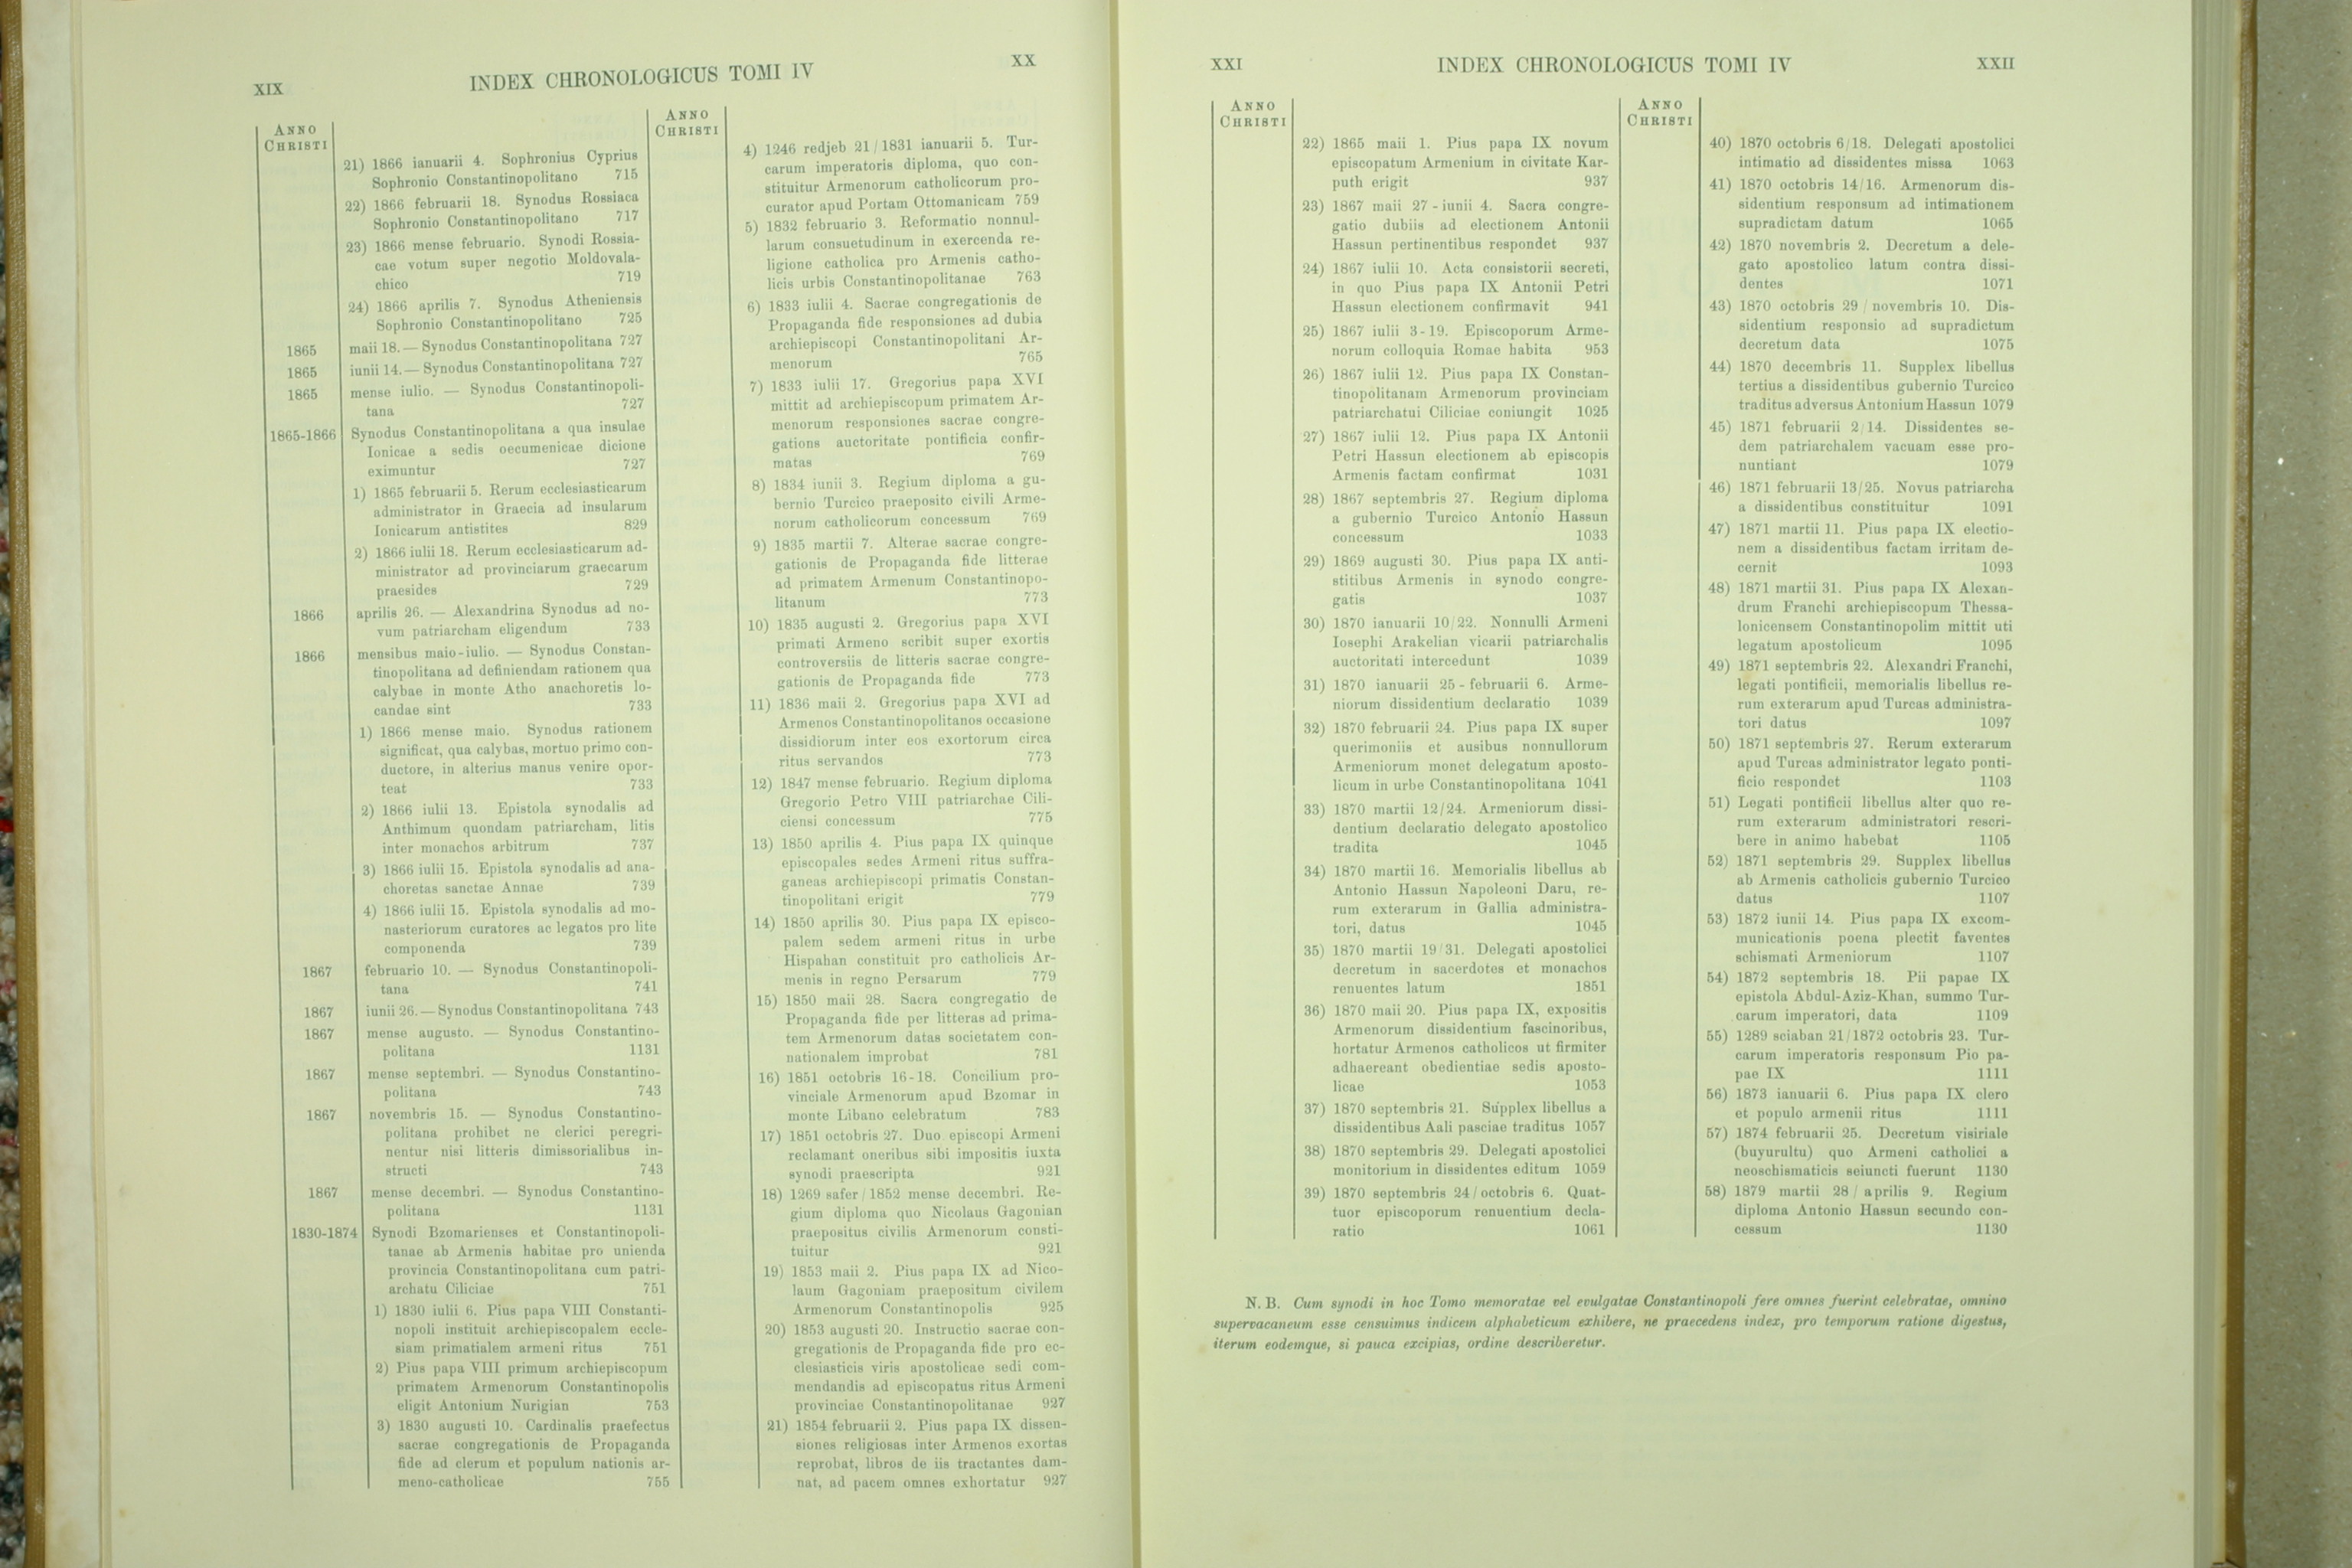 XIX
INDEX CHRONOLOGICUS TOMI IV
XX
ANNO
CHRISTI
21) 1866 ianuarii 4. Sophronius Cyprius
Sophronio Constantinopolitano 715
22) 1866 februarii 18. Synodus Rossiaca
Sophronio Constantinopolitano 717
23) 1866 mense februario. Synodi Rossia-
cae votum super negotio Moldovala-
chico 719
24) 1866 aprilis 7. Synodus Atheniensis
Sophronio Constantinopolitano 725
1865 maii 18. — Synodus Constantinopolitana 727
1865 iunii 14. — Synodus Constantinopolitana 727
1865 mense iulio. — Synodus Constantinopoli-
tana 727
1865-1866 Synodus Constantinopolitana a qua insulae
Ionicae a sedis oecumenicae dicione
eximuntur 727
1) 1865 februarii 5. Rerum ecclesiasticarum
administrator in Graecia ad insularum
Ionicarum antistites 829
2) 1866 iulii 18. Rerum ecclesiasticarum ad-
ministrator ad provinciarum graecarum
praesides 729
1866 aprilis 26. — Alexandrina Synodus ad no-
vum patriarcham eligendum 733
1866 mensibus maio-iulio. — Synodus Constan-
tinopolitana ad definiendam rationem qua
calybae in monte Atho anachoretis lo-
candae sint 733
1) 1866 mense maio. Synodus rationem
significat, qua calybas, mortuo primo con-
ductore, in alterius manus venire opor-
teat 733
2) 1866 iulii 13. Epistola synodalis ad
Anthimum quondam patriarcham, litis
inter monachos arbitrum 737
3) 1866 iulii 15. Epistola synodalis ad ana-
choretas sanctae Annae 739
4) 1866 iulii 15. Epistola synodalis ad mo-
nasteriorum curatores ac legatos pro lite
componenda 739
1867 februario 10. — Synodus Constantinopoli-
tana 741
1867 iunii 26. — Synodus Constantinopolitana 743
1867 mense augusto. — Synodus Constantino-
politana 1131
1867 mense septembri. — Synodus Constantino-
politana 743
1867 novembris 15. — Synodus Constantino-
politana prohibet ne clerici peregri-
nentur nisi litteris dimissorialibus in-
structi 743
1867 mense decembri. — Synodus Constantino-
politana 1131
1830-1874 Synodi Bzomarienses et Constantinopoli-
tanae ab Armenis habitae pro unienda
provincia Constantinopolitana cum patri-
archatu Ciliciae 751
1) 1830 iulii 6. Pius papa VIII Constanti-
nopoli instituit archiepiscopalem eccle-
siam primatialem armeni ritus 751
2) Pius papa VIII primum archiepiscopum
primatem Armenorum Constantinopolis
eligit Antonium Nurigian 753
3) 1830 augusti 10. Cardinalis praefectus
sacrae congregationis de Propaganda
fide ad clerum et populum nationis ar-
meno-catholicae 755
ANNO
CHRISTI
4) 1246 redjeb 21/1831 ianuarii 5. Tur-
carum imperatoris diploma, quo con-
stituitur Armenorum catholicorum pro-
curator apud Portam Ottomanicam 759
5) 1832 februario 3. Reformatio nonnul-
larum consuetudinum in exercenda re-
ligione catholica pro Armenis catho-
licis urbis Constantinopolitanae 763
6) 1833 iulii 4. Sacrae congregationis de
Propaganda fide responsiones ad dubia
archiepiscopi Constantinopolitani Ar-
menorum 765
7) 1833 iulii 17. Gregorius papa XVI
mittit ad archiepiscopum primatem Ar-
menorum responsiones sacrae congre-
gations auctoritate pontificia confir-
matas 769
8) 1834 iunii 3. Regium diploma a gu-
bernio Turcico praeposito civili Arme-
norum catholicorum concessum 769
9) 1835 martii 7. Alterae sacrae congre-
gationis de Propaganda fide litterae
ad primatem Armenum Constantinopo-
litanum 773
10) 1835 augusti 2. Gregorius papa XVI
primati Armeno scribit super exortis
controversiis de litteris sacrae congre-
gationis de Propaganda fide 773
11) 1836 maii 2. Gregorius papa XVI ad
Armenos Constantinopolitanos occasione
dissidiorum inter eos exortorum circa
ritus servandos 773
12) 1847 mense februario. Regium diploma
Gregorio Petro VIII patriarchae Cili-
ciensi concessum 775
13) 1850 aprilis 4. Pius papa IX quinque
episcopales sedes Armeni ritus suffra-
ganeas archiepiscopi primatis Constan-
tinopolitani erigit 779
14) 1850 aprilis 30. Pius papa IX episco-
palem sedem armeni ritus in urbe
Hispahan constituit pro catholicis Ar-
menis in regno Persarum 779
15) 1850 maii 28. Sacra congregatio de
Propaganda fide per litteras ad prima-
tem Armenorum datas societatem con-
nationalem improbat 781
16) 1851 octobris 16-18. Concilium pro-
vinciale Armenorum apud Bzomar in
monte Libano celebratum 783
17) 1851 octobris 27. Duo episcopi Armeni
reclamant oneribus sibi impositis iuxta
synodi praescripta 921
18) 1269 safer/1852 mense decembri. Re-
gium diploma quo Nicolaus Gagonian
praepositus civilis Armenorum consti-
tuitur 921
19) 1853 maii 2. Pius papa IX ad Nico-
laum Gagoniam praepositum civilem
Armenorum Constantinopolis 925
20) 1853 augusti 20. Instructio sacrae con-
gregationis de Propaganda fide pro ec-
clesiasticis viris apostolicae sedi com-
mendandis ad episcopatus ritus Armeni
provinciae Constantinopolitanae 927
21) 1854 februarii 2. Pius papa IX dissen-
siones religiosas inter Armenos exortas
reprobat, libros de iis tractantes dam-
nat, ad pacem omnes exhortatur 927
XXI
INDEX CHRONOLOGICUS TOMI IV
XXII
ANNO
CHRISTI
22) 1865 maii 1. Pius papa IX novum
episcopatum Armenium in civitate Kar-
puth erigit 937
23) 1867 maii 27 - iunii 4. Sacra congre-
gatio dubiis ad electionem Antonii
Hassun pertinentibus respondet 937
24) 1867 iulii 10. Acta consistorii secreti,
in quo Pius papa IX Antonii Petri
Hassun electionem confirmavit 941
25) 1867 iulii 3-19. Episcoporum Arme-
norum colloquia Romae habita 953
26) 1867 iulii 12. Pius papa IX Constan-
tinopolitanam Armenorum provinciam
patriarchatui Ciliciae coniungit 1025
27) 1867 iulii 12. Pius papa IX Antonii
Petri Hassun electionem ab episcopis
Armenis factam confirmat 1031
28) 1867 septembris 27. Regium diploma
a gubernio Turcico Antonio Hassun
concessum 1033
29) 1869 augusti 30. Pius papa IX anti-
stitibus Armenis in synodo congre-
gatis 1037
30) 1870 ianuarii 10/22. Nonnulli Armeni
Iosephi Arakelian vicarii patriarchalis
auctoritati intercedunt 1039
31) 1870 ianuarii 25 - februarii 6. Arme-
niorum dissidentium declaratio 1039
32) 1870 februarii 24. Pius papa IX super
querimoniis et ausibus nonnullorum
Armeniorum monet delegatum aposto-
licum in urbe Constantinopolitana 1041
33) 1870 martii 12/24. Armeniorum dissi-
dentium declaratio delegato apostolico
tradita 1045
34) 1870 martii 16. Memorialis libellus ab
Antonio Hassun Napoleoni Daru, re-
rum exterarum in Gallia administra-
tori, datus 1045
35) 1870 martii 19/31. Delegati apostolici
decretum in sacerdotes et monachos
renuentes latum 1851
36) 1870 maii 20. Pius papa IX, expositis
Armenorum dissidentium fascinoribus,
hortatur Armenos catholicos ut firmiter
adhaereant obedientiae sedis aposto-
licae 1053
37) 1870 septembris 21. Supplex libellus a
dissidentibus Aali pasciae traditus 1057
38) 1870 septembris 29. Delegati apostolici
monitorium in dissidentes editum 1059
39) 1870 septembris 24/octobris 6. Quat-
tuor episcoporum renuentium decla-
ratio 1061
ANNO
CHRISTI
40) 1870 octobris 6/18. Delegati apostolici
intimatio ad dissidentes missa 1063
41) 1870 octobris 14/16. Armenorum dis-
sidentium responsum ad intimationem
supradictam datum 1065
42) 1870 novembris 2. Decretum a dele-
gato apostolico latum contra dissi-
dentes 1071
43) 1870 octobris 29 / novembris 10. Dis-
sidentium responsio ad supradictum
decretum data 1075
44) 1870 decembris 11. Supplex libellus
tertius a dissidentibus gubernio Turcico
traditus adversus Antonium Hassun 1079
45) 1871 februarii 2/14. Dissidentes se-
dem patriarchalem vacuam esse pro-
nuntiant 1079
46) 1871 februarii 13/25. Novus patriarcha
a dissidentibus constituitur 1091
47) 1871 martii 11. Pius papa IX electio-
nem a dissidentibus factam irritam de-
cernit 1093
48) 1871 martii 31. Pius papa IX Alexan-
drum Franchi archiepiscopum Thessa-
lonicensem Constantinopolim mittit uti
legatum apostolicum 1095
49) 1871 septembris 22. Alexandri Franchi,
legati pontificii, memorialis libellus re-
rum exterarum apud Turcas administra-
tori datus 1097
50) 1871 septembris 27. Rerum exterarum
apud Turcas administrator legato ponti-
ficio respondet 1103
51) Legati pontificii libellus alter quo re-
rum exterarum administratori rescri-
bere in animo habebat 1105
52) 1871 septembris 29. Supplex libellus
ab Armenis catholicis gubernio Turcico
datus 1107
53) 1872 iunii 14. Pius papa IX excom-
municationis poena plectit faventes
schismati Armeniorum 1107
54) 1872 septembris 18. Pii papae IX
epistola Abdul-Aziz-Khan, summo Tur-
carum imperatori, data 1109
55) 1289 sciaban 21/1872 octobris 23. Tur-
carum imperatoris responsum Pio pa-
pae IX 1111
56) 1873 ianuarii 6. Pius papa IX clero
et populo armenii ritus 1111
57) 1874 februarii 25. Decretum visiriale
(buyurultu) quo Armeni catholici a
neoschismaticis seiuncti fuerunt 1130
58) 1879 martii 28 / aprilis 9. Regium
diploma Antonio Hassun secundo con-
cessum 1130
N. B. Cum synodi in hoc Tomo memoratae vel evulgatae Constantinopoli fere omnes fuerint celebratae, omnino
supervacaneum esse censuimus indicem alphabeticum exhibere, ne praecedens index, pro temporum ratione digestus,
iterum eodemque, si pauca excipias, ordine describeretur.